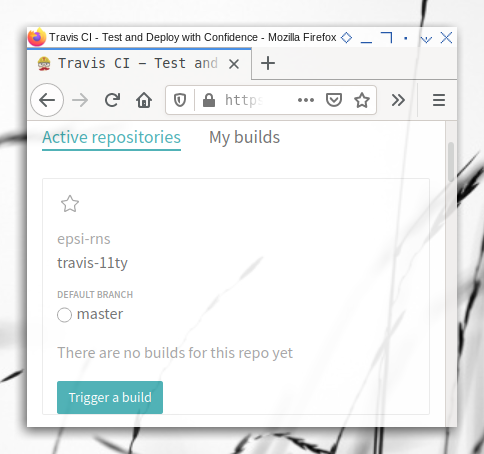 Travis CI - Test and Deploy with Confidence - Mozilla Firefox
Travis CI – Test and
https:
Active repositories My builds
epsi-rns
travis-11ty
DEFAULT BRANCH
master
There are no builds for this repo yet
Trigger a build